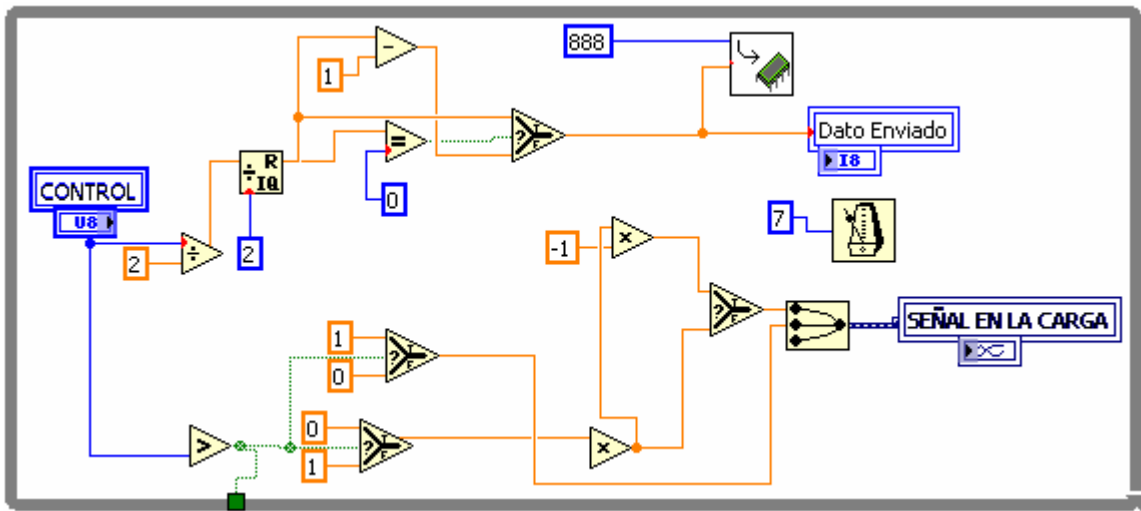 888
-
1
Dato Enviado
I8
=
?
T
F
R
÷
IQ
CONTROL
U8
0
7
2
÷
2
-1
×
?
T
F
SEÑAL EN LA CARGA
1
?
T
F
0
0
>
?
T
F
×
1